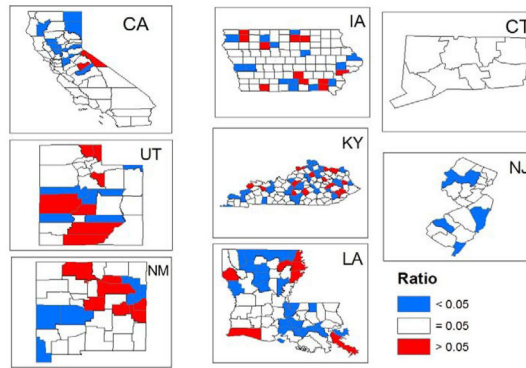 CA
IA
CT
UT
KY
NJ
NM
LA
Ratio
< 0.05
= 0.05
> 0.05